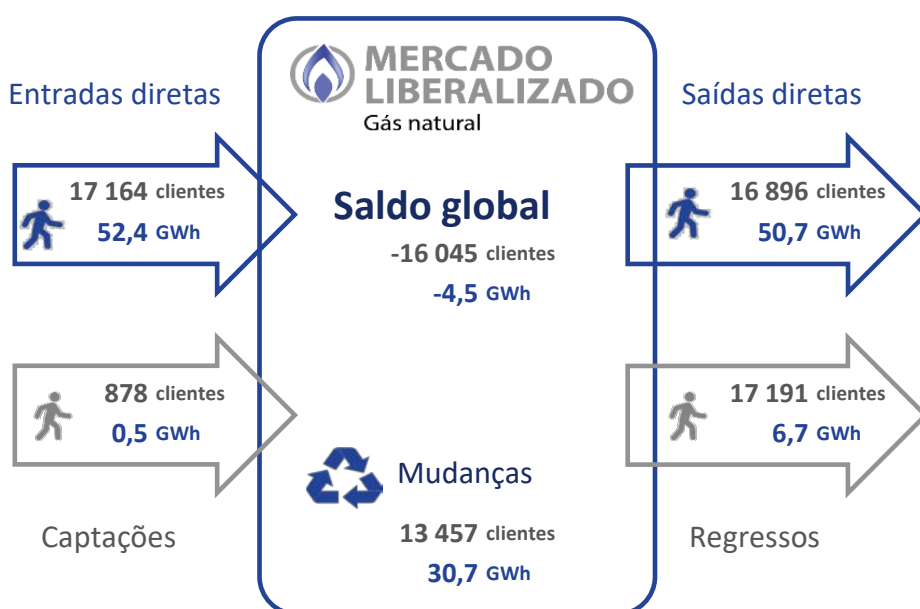 MERCADO
LIBERALIZADO
Gás natural
Entradas diretas
17 164 clientes
52,4 GWh
Saldo global
-16 045 clientes
-4,5 GWh
Saídas diretas
16 896 clientes
50,7 GWh
878 clientes
0,5 GWh
Captações
Mudanças
13 457 clientes
30,7 GWh
17 191 clientes
6,7 GWh
Regressos